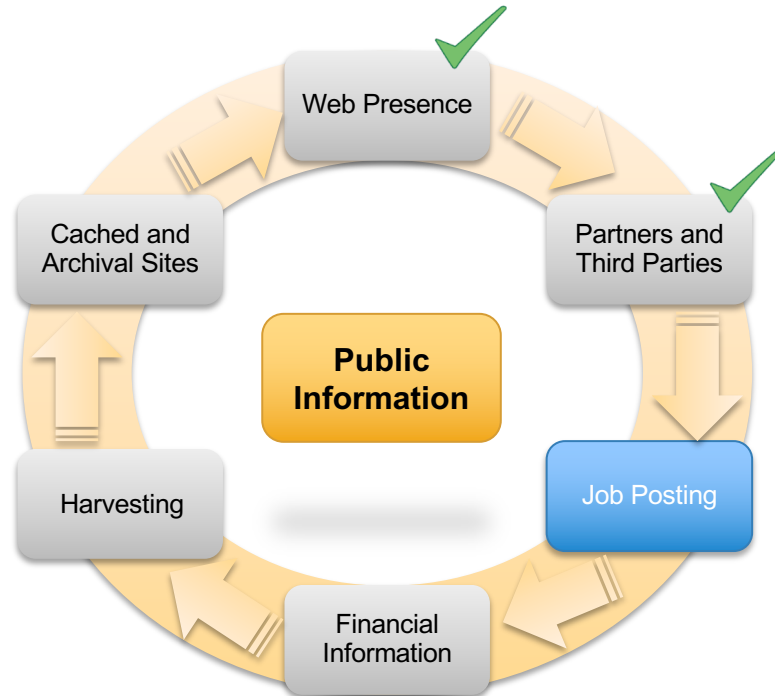 Web Presence
Cached and
Archival Sites
Partners and
Third Parties
Public
Information
Harvesting
Job Posting
Financial
Information